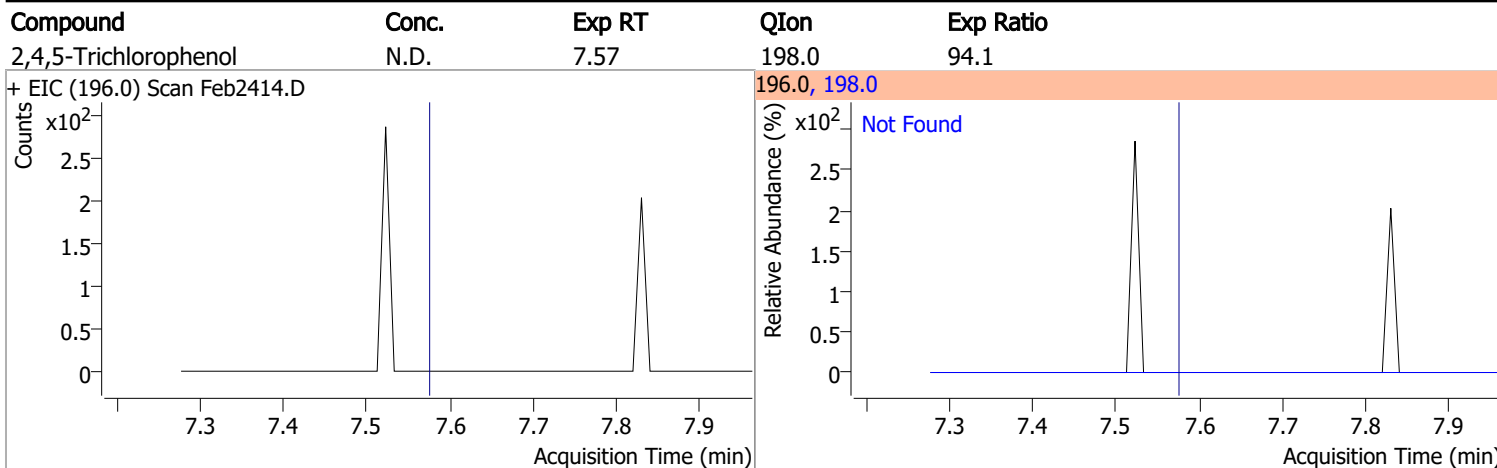 Compound Conc. Exp RT QIon Exp Ratio
2,4,5-Trichlorophenol N.D. 7.57 198.0 94.1
+ EIC (196.0) Scan Feb2414.D
Counts
x102
2.5
2
1.5
1
0.5
0
7.3 7.4 7.5 7.6 7.7 7.8 7.9
Acquisition Time (min)
196.0, 198.0
Relative Abundance (%)
x102
Not Found
2.5
2
1.5
1
0.5
0
7.3 7.4 7.5 7.6 7.7 7.8 7.9
Acquisition Time (min)